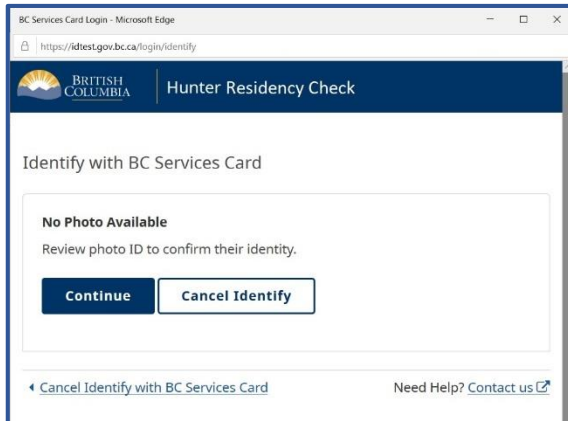 BC Services Card Login - Microsoft Edge
https://idtest.gov.bc.ca/login/identify
BRITISH
COLUMBIA
Hunter Residency Check
Identify with BC Services Card
No Photo Available
Review photo ID to confirm their identity.
Continue Cancel Identify
Cancel Identify with BC Services Card Need Help? Contact us